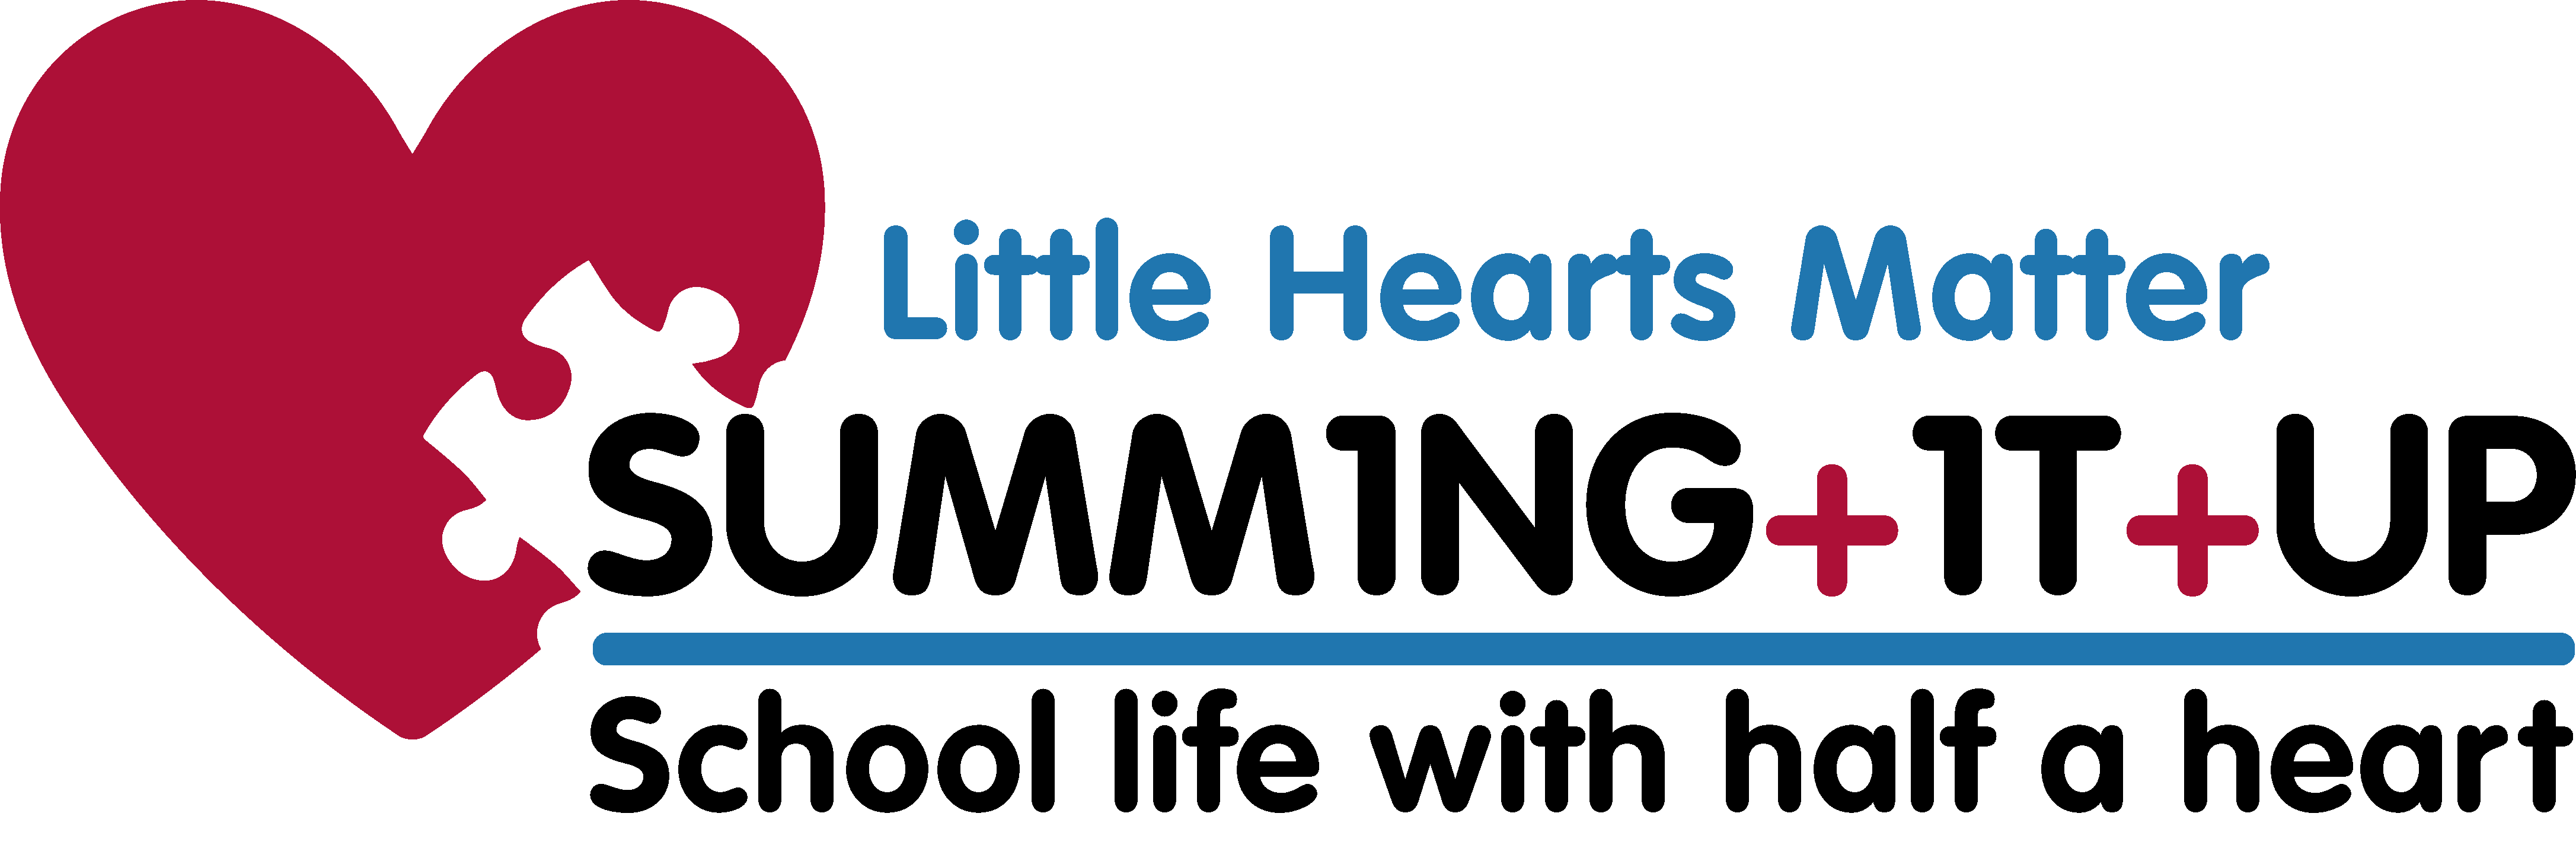 Little Hearts Matter
SUMM1NG+1T+UP
School life with half a heart